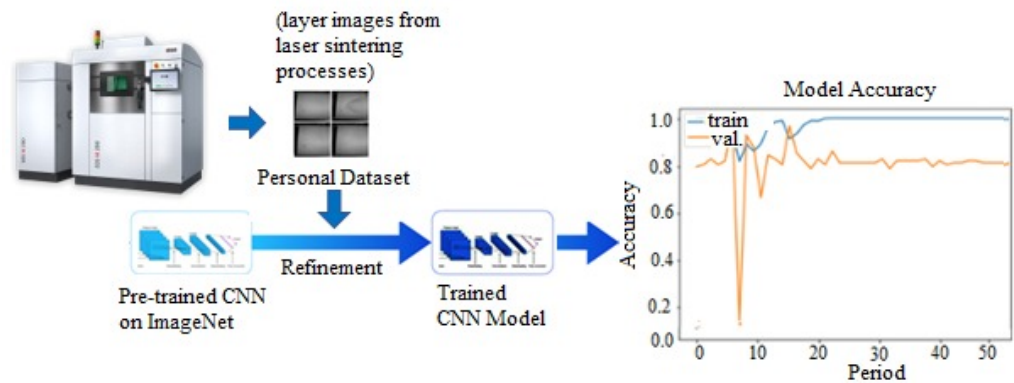 (layer images from
laser sintering
processes)
Personal Dataset
Refinement
Pre-trained CNN
on ImageNet
Trained
CNN Model
Model Accuracy
train
val.
Accuracy
1.0
0.8
0.6
0.4
0.2
0.0
0 10 20 30 40 50
Period